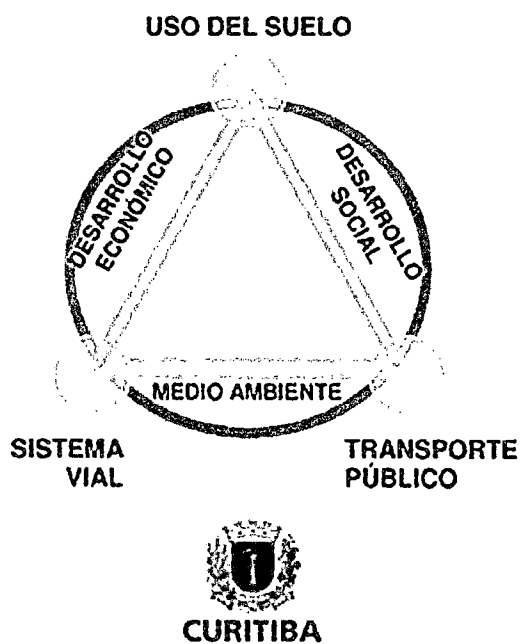 USO DEL SUELO
DESARROLLO
ECONÓMICO
DESARROLLO
SOCIAL
MEDIO AMBIENTE
SISTEMA
VIAL
TRANSPORTE
PÚBLICO
CURITIBA